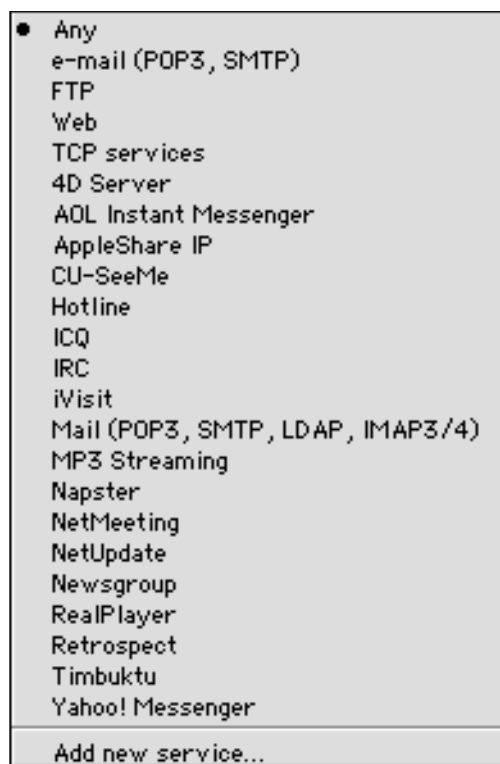 • Any
e-mail (POP3, SMTP)
FTP
Web
TCP services
4D Server
AOL Instant Messenger
AppleShare IP
CU-SeeMe
Hotline
ICQ
IRC
iVisit
Mail (POP3, SMTP, LDAP, IMAP3/4)
MP3 Streaming
Napster
NetMeeting
NetUpdate
Newsgroup
RealPlayer
Retrospect
Timbuktu
Yahoo! Messenger
Add new service...